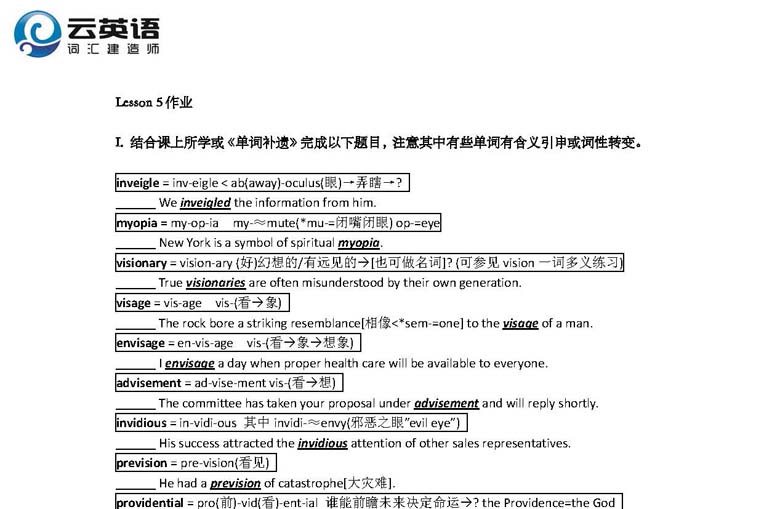 云英语
词汇建造师
Lesson 5作业
I. 结合课上所学或《单词补遗》完成以下题目，注意其中有些单词有含义引申或词性转变。
inveigle = inv-eigle < ab(away)-oculus(眼)→弄瞎→?
______ We inveigled the information from him.
myopia = my-op-ia my-≈mute(*mu-=闭嘴闭眼) op-=eye
______ New York is a symbol of spiritual myopia.
visionary = vision-ary (好)幻想的/有远见的→[也可做名词]? (可参见 vision 一词多义练习)
______ True visionaries are often misunderstood by their own generation.
visage = vis-age vis-(看→象)
______ The rock bore a striking resemblance[相像<*sem-=one] to the visage of a man.
envisage = en-vis-age vis-(看→象→想象)
______ I envisage a day when proper health care will be available to everyone.
advisement = ad-vise-ment vis-(看→想)
______ The committee has taken your proposal under advisement and will reply shortly.
invidious = in-vid-i-ous 其中 invidi-≈envy(邪恶之眼"evil eye")
______ His success attracted the invidious attention of other sales representatives.
prevision = pre-vision(看见)
______ He had a prevision of catastrophe[大灾难].
providential = pro(前)-vid(看)-ent-ial 谁能前瞻未来决定命运→? the Providence=the God